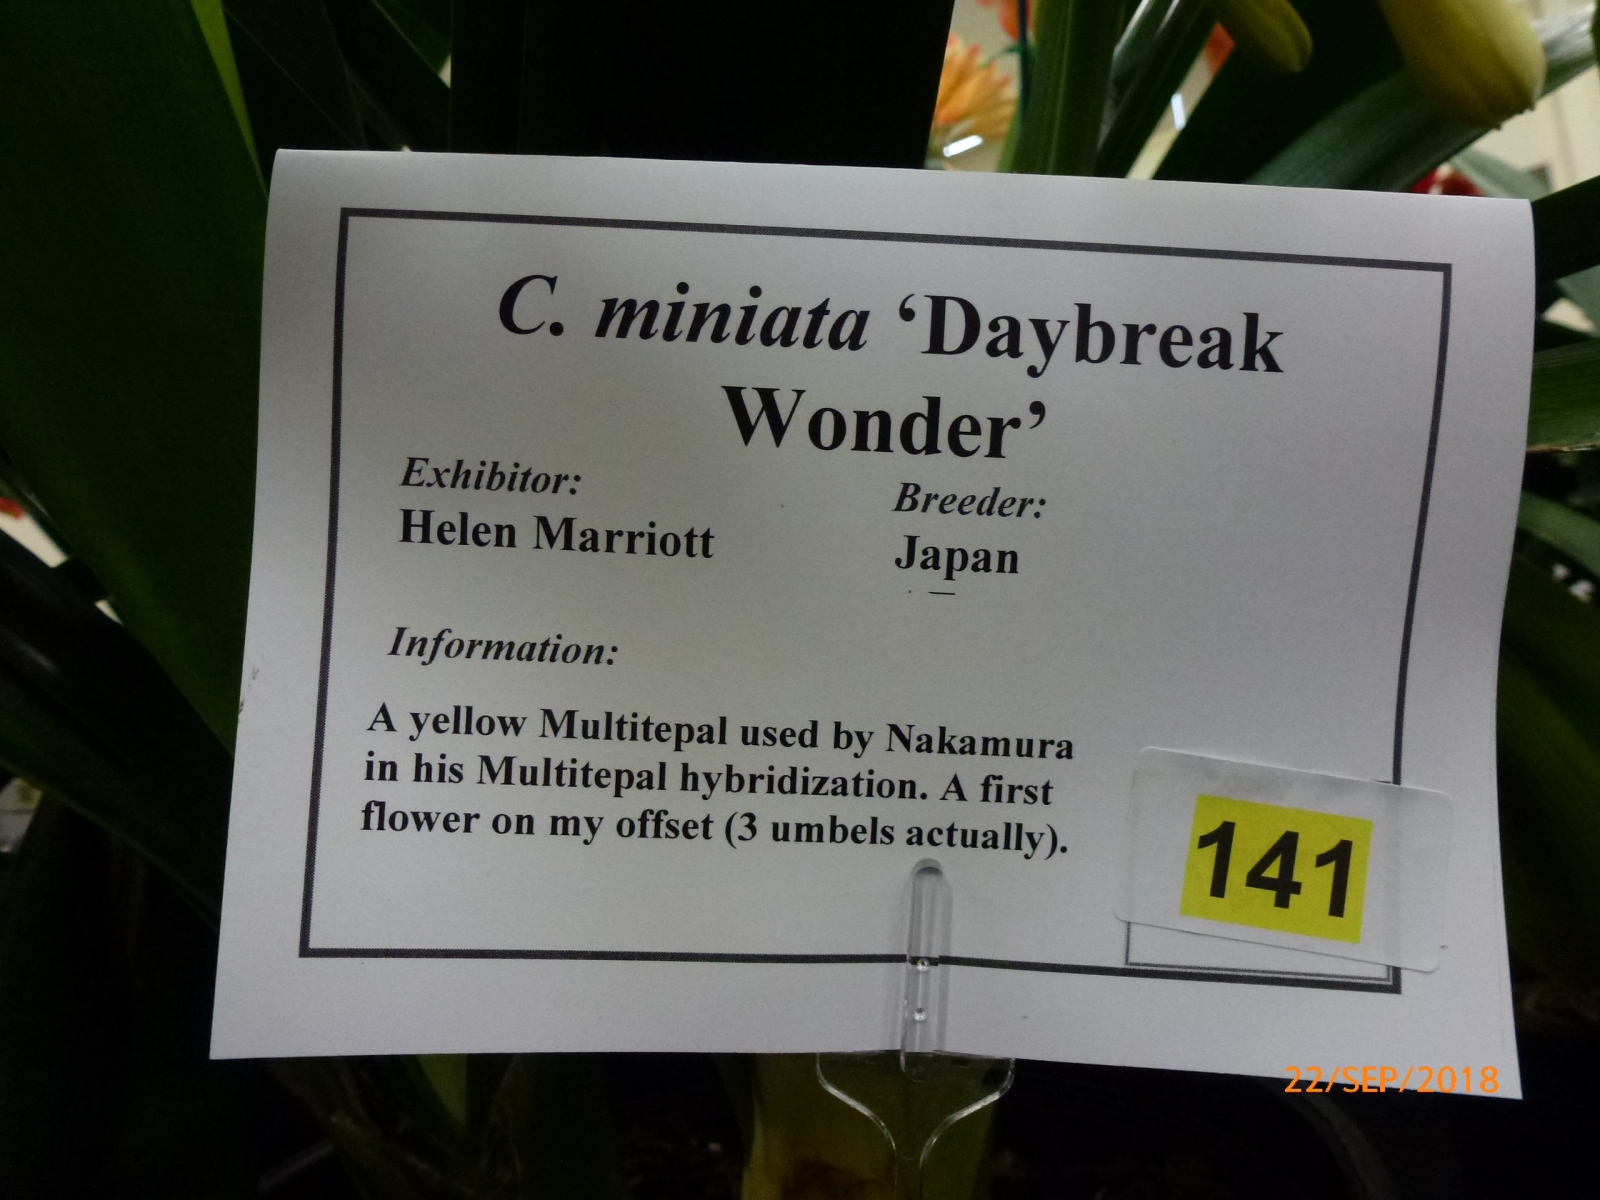 C. miniata ‘Daybreak
Wonder’
Exhibitor:
Helen Marriott
Breeder:
Japan
Information:
A yellow Multitepal used by Nakamura
in his Multitepal hybridization. A first
flower on my offset (3 umbels actually).
141
22/SEP/2018